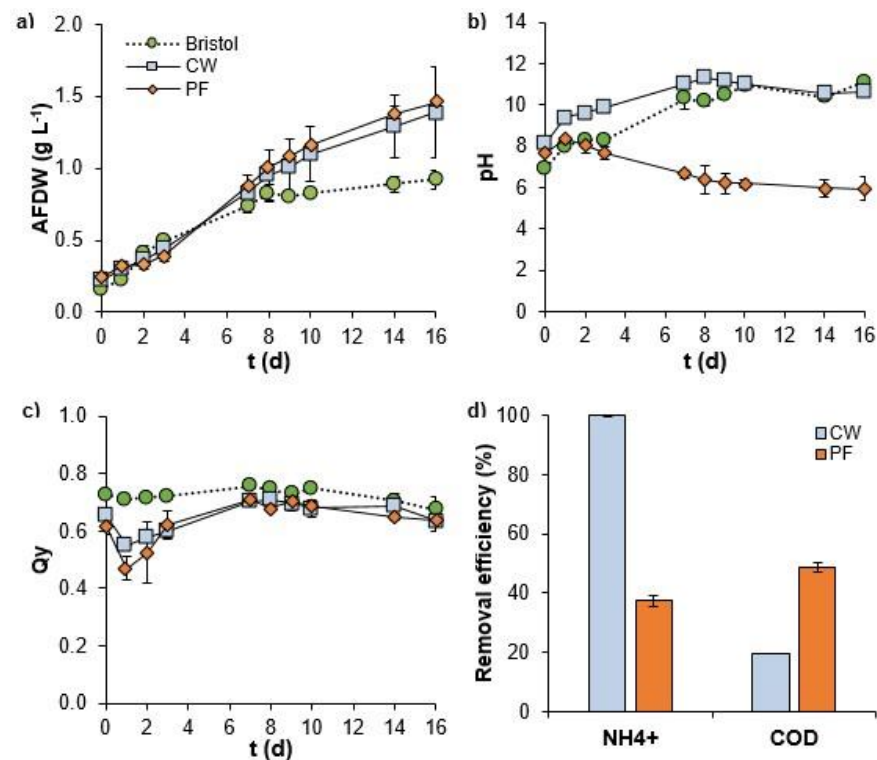 a)
2.0
1.5
1.0
0.5
0.0
AFDW (g L-1)
Bristol
CW
PF
0 2 4 6 8 10 12 14 16
t (d)
b)
14
12
10
8
6
4
2
0
pH
0 2 4 6 8 10 12 14 16
t (d)
c)
1.0
0.8
0.6
0.4
0.2
0.0
Qy
0 2 4 6 8 10 12 14 16
t (d)
d)
100
80
60
40
20
0
Removal efficiency (%)
CW
PF
NH4+ COD